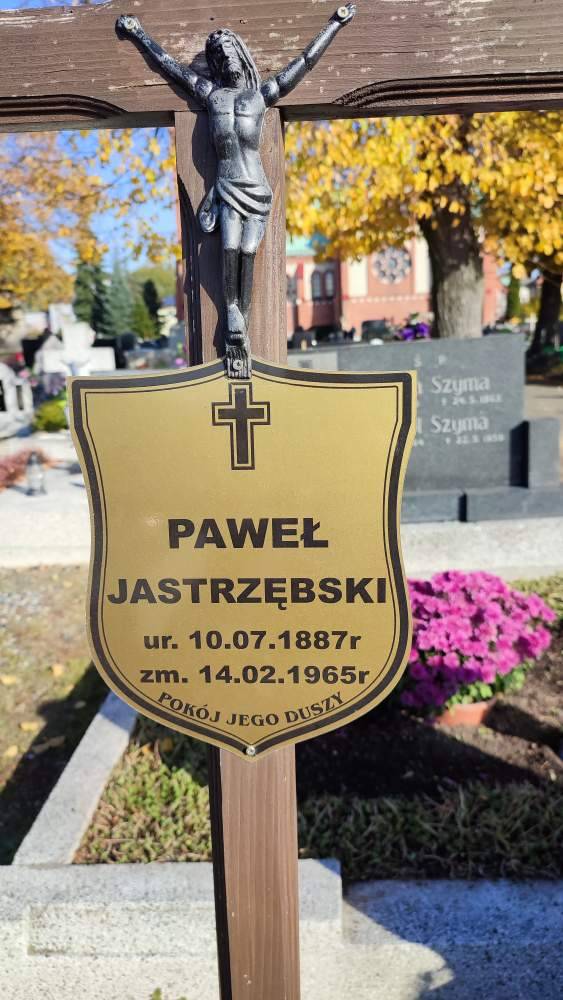 PAWEŁ
JASTRZĘBSKI
ur. 10.07.1887r
zm. 14.02.1965r
POKÓJ JEGO DUSZY
Ś P
Szyma
Szyma